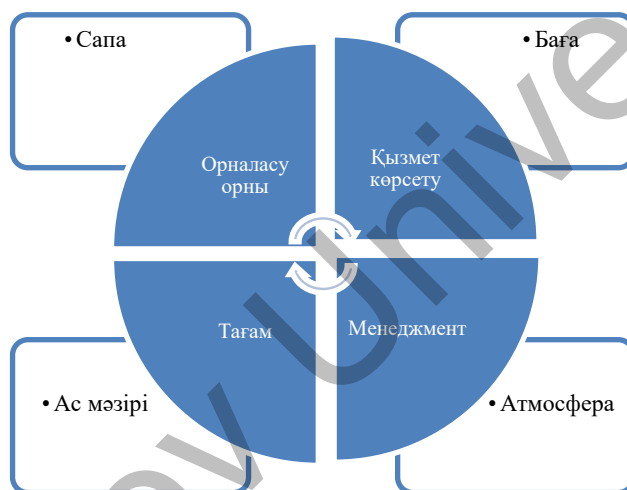 • Сапа
• Баға
Орналасу
орны
Қызмет
көрсету
Тағам
Менеджмент
• Ас мәзірі
• Атмосфера